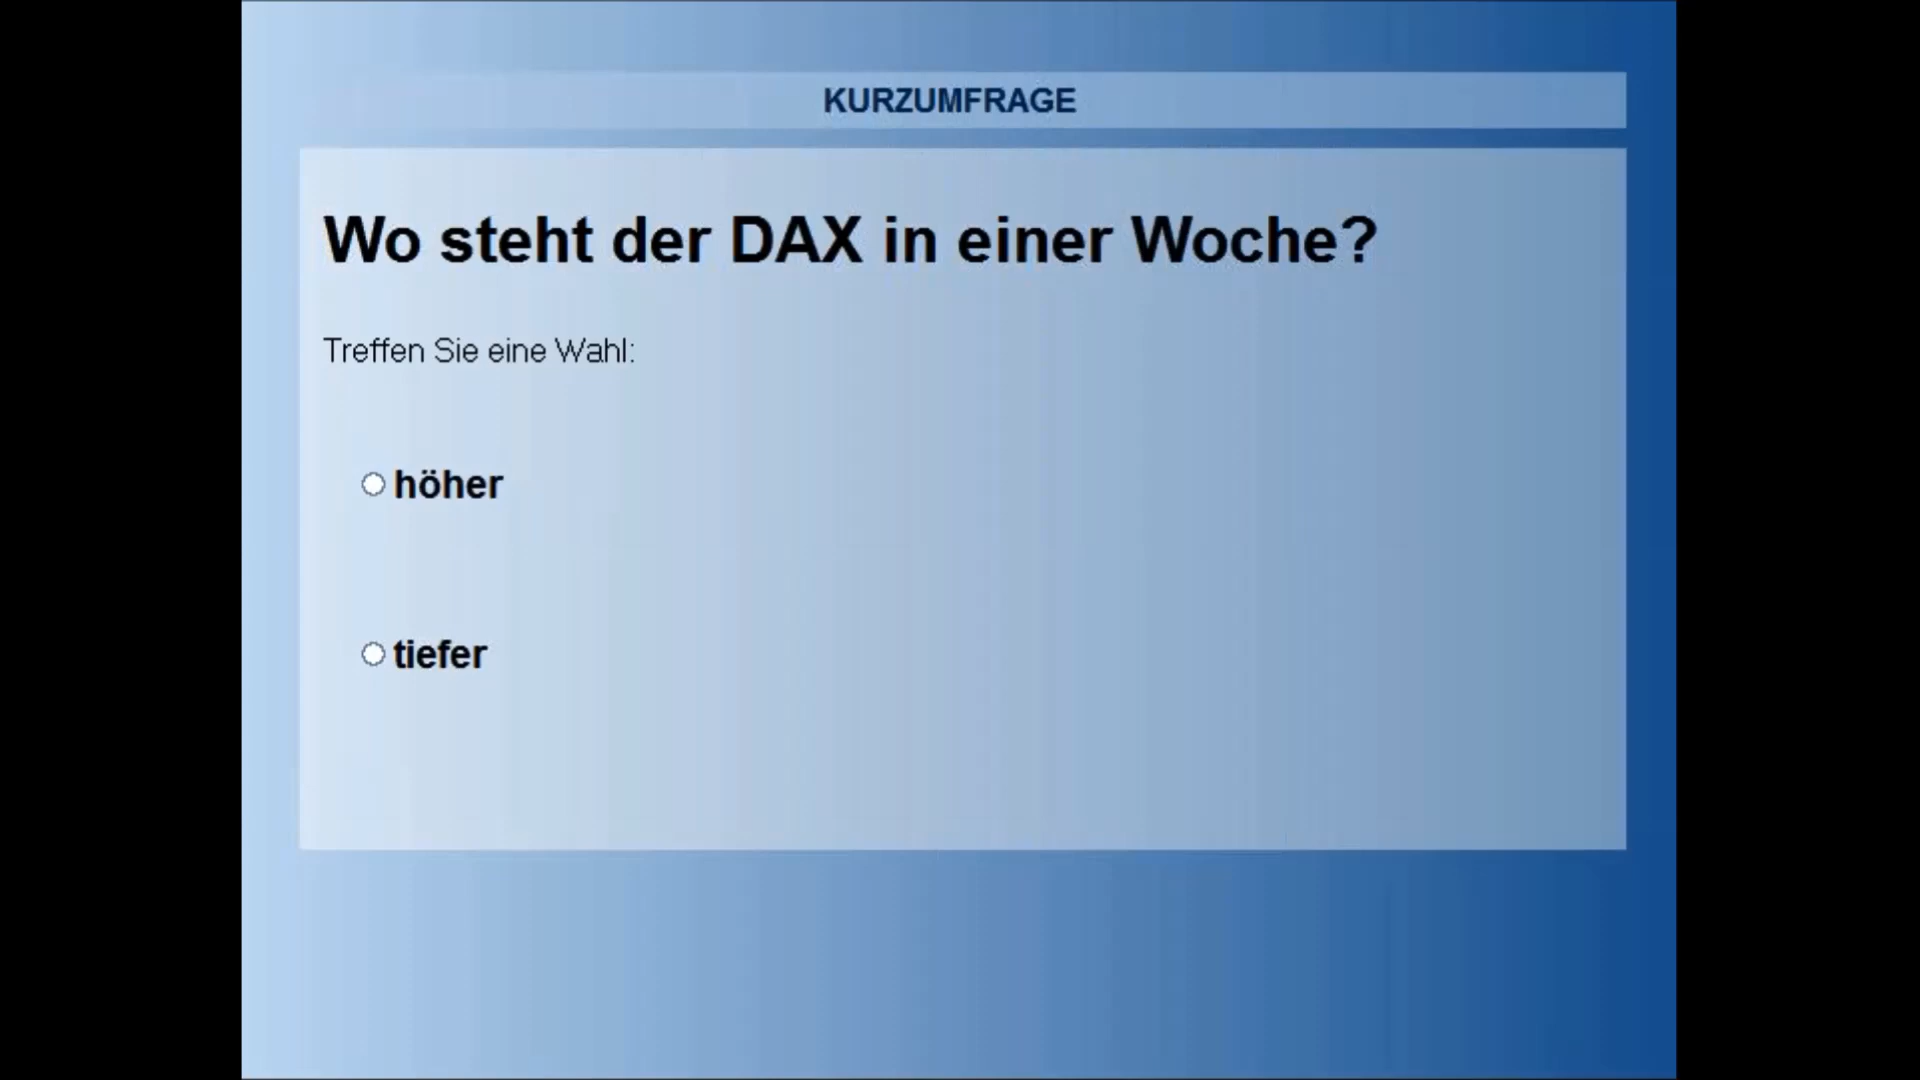 KURZUMFRAGE
Wo steht der DAX in einer Woche?
Treffen Sie eine Wahl:
höher
tiefer